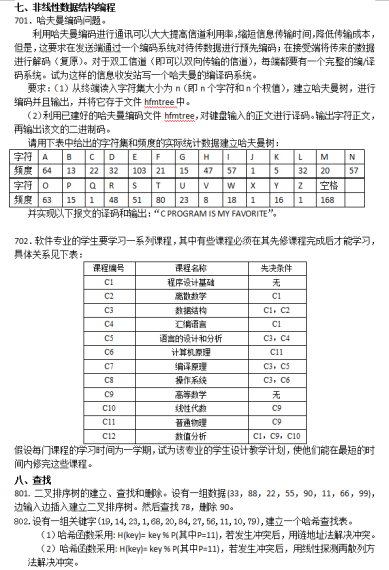 七、非线性数据结构编程
701. 哈夫曼编码问题。
利用哈夫曼编码进行通讯可以大大提高信道利用率,缩短信息传输时间,降低传输成本,
但是,这要求在发送端通过一个编码系统对待传数据进行预先编码；在接受端将传来的数据
进行解码（复原）。对于双工信道（即可以双向传输的信道），每端都要有一个完整的编/译
码系统。试为这样的信息收发站写一个哈夫曼的编译码系统。
要求：（1）从终端读入字符集大小为 n（即 n 个字符和 n 个权值），建立哈夫曼树，进行
编码并且输出，并将它存于文件 hfmtree 中。
（2）利用已建好的哈夫曼编码文件 hfmtree，对键盘输入的正文进行译码。输出字符正文，
再输出该文的二进制码。
请用下表中给出的字符集和频度的实际统计数据建立哈夫曼树：
字符 A B C D E F G H I J K L M N
频度 64 13 22 32 103 21 15 47 57 1 5 32 20 57
字符 O P Q R S T U V W X Y Z 空格
频度 63 15 1 48 51 80 23 8 18 1 16 1 168
并实现以下报文的译码和输出：“C PROGRAM IS MY FAVORITE”。
702. 软件专业的学生要学习一系列课程，其中有些课程必须在其先修课程完成后才能学习，
具体关系见下表：
课程编号 课程名称 先决条件
C1 程序设计基础 无
C2 离散数学 C1
C3 数据结构 C1，C2
C4 汇编语言 C1
C5 语言的设计和分析 C3，C4
C6 计算机原理 C11
C7 编译原理 C3，C5
C8 操作系统 C3，C6
C9 高等数学 无
C10 线性代数 C9
C11 普通物理 C9
C12 数值分析 C1，C9，C10
假设每门课程的学习时间为一学期，试为该专业的学生设计教学计划，使他们能在最短的时
间内修完这些课程。
八、查找
801. 二叉排序树的建立、查找和删除。设有一组数据(33，88，22，55，90，11，66，99)，
边输入边插入建立二叉排序树。然后查找 78，删除 90。
802.设有一组关键字(19,14,23,1,68,20,84,27,56,11,10,79),建立一个哈希查找表。
（1）哈希函数采用: H(key)= key % P(其中P=11)，若发生冲突后，用链地址法解决冲突。
（2）哈希函数采用: H(key)= key % P(其中P=11)，若发生冲突后，用线性探测再散列方
法解决冲突。